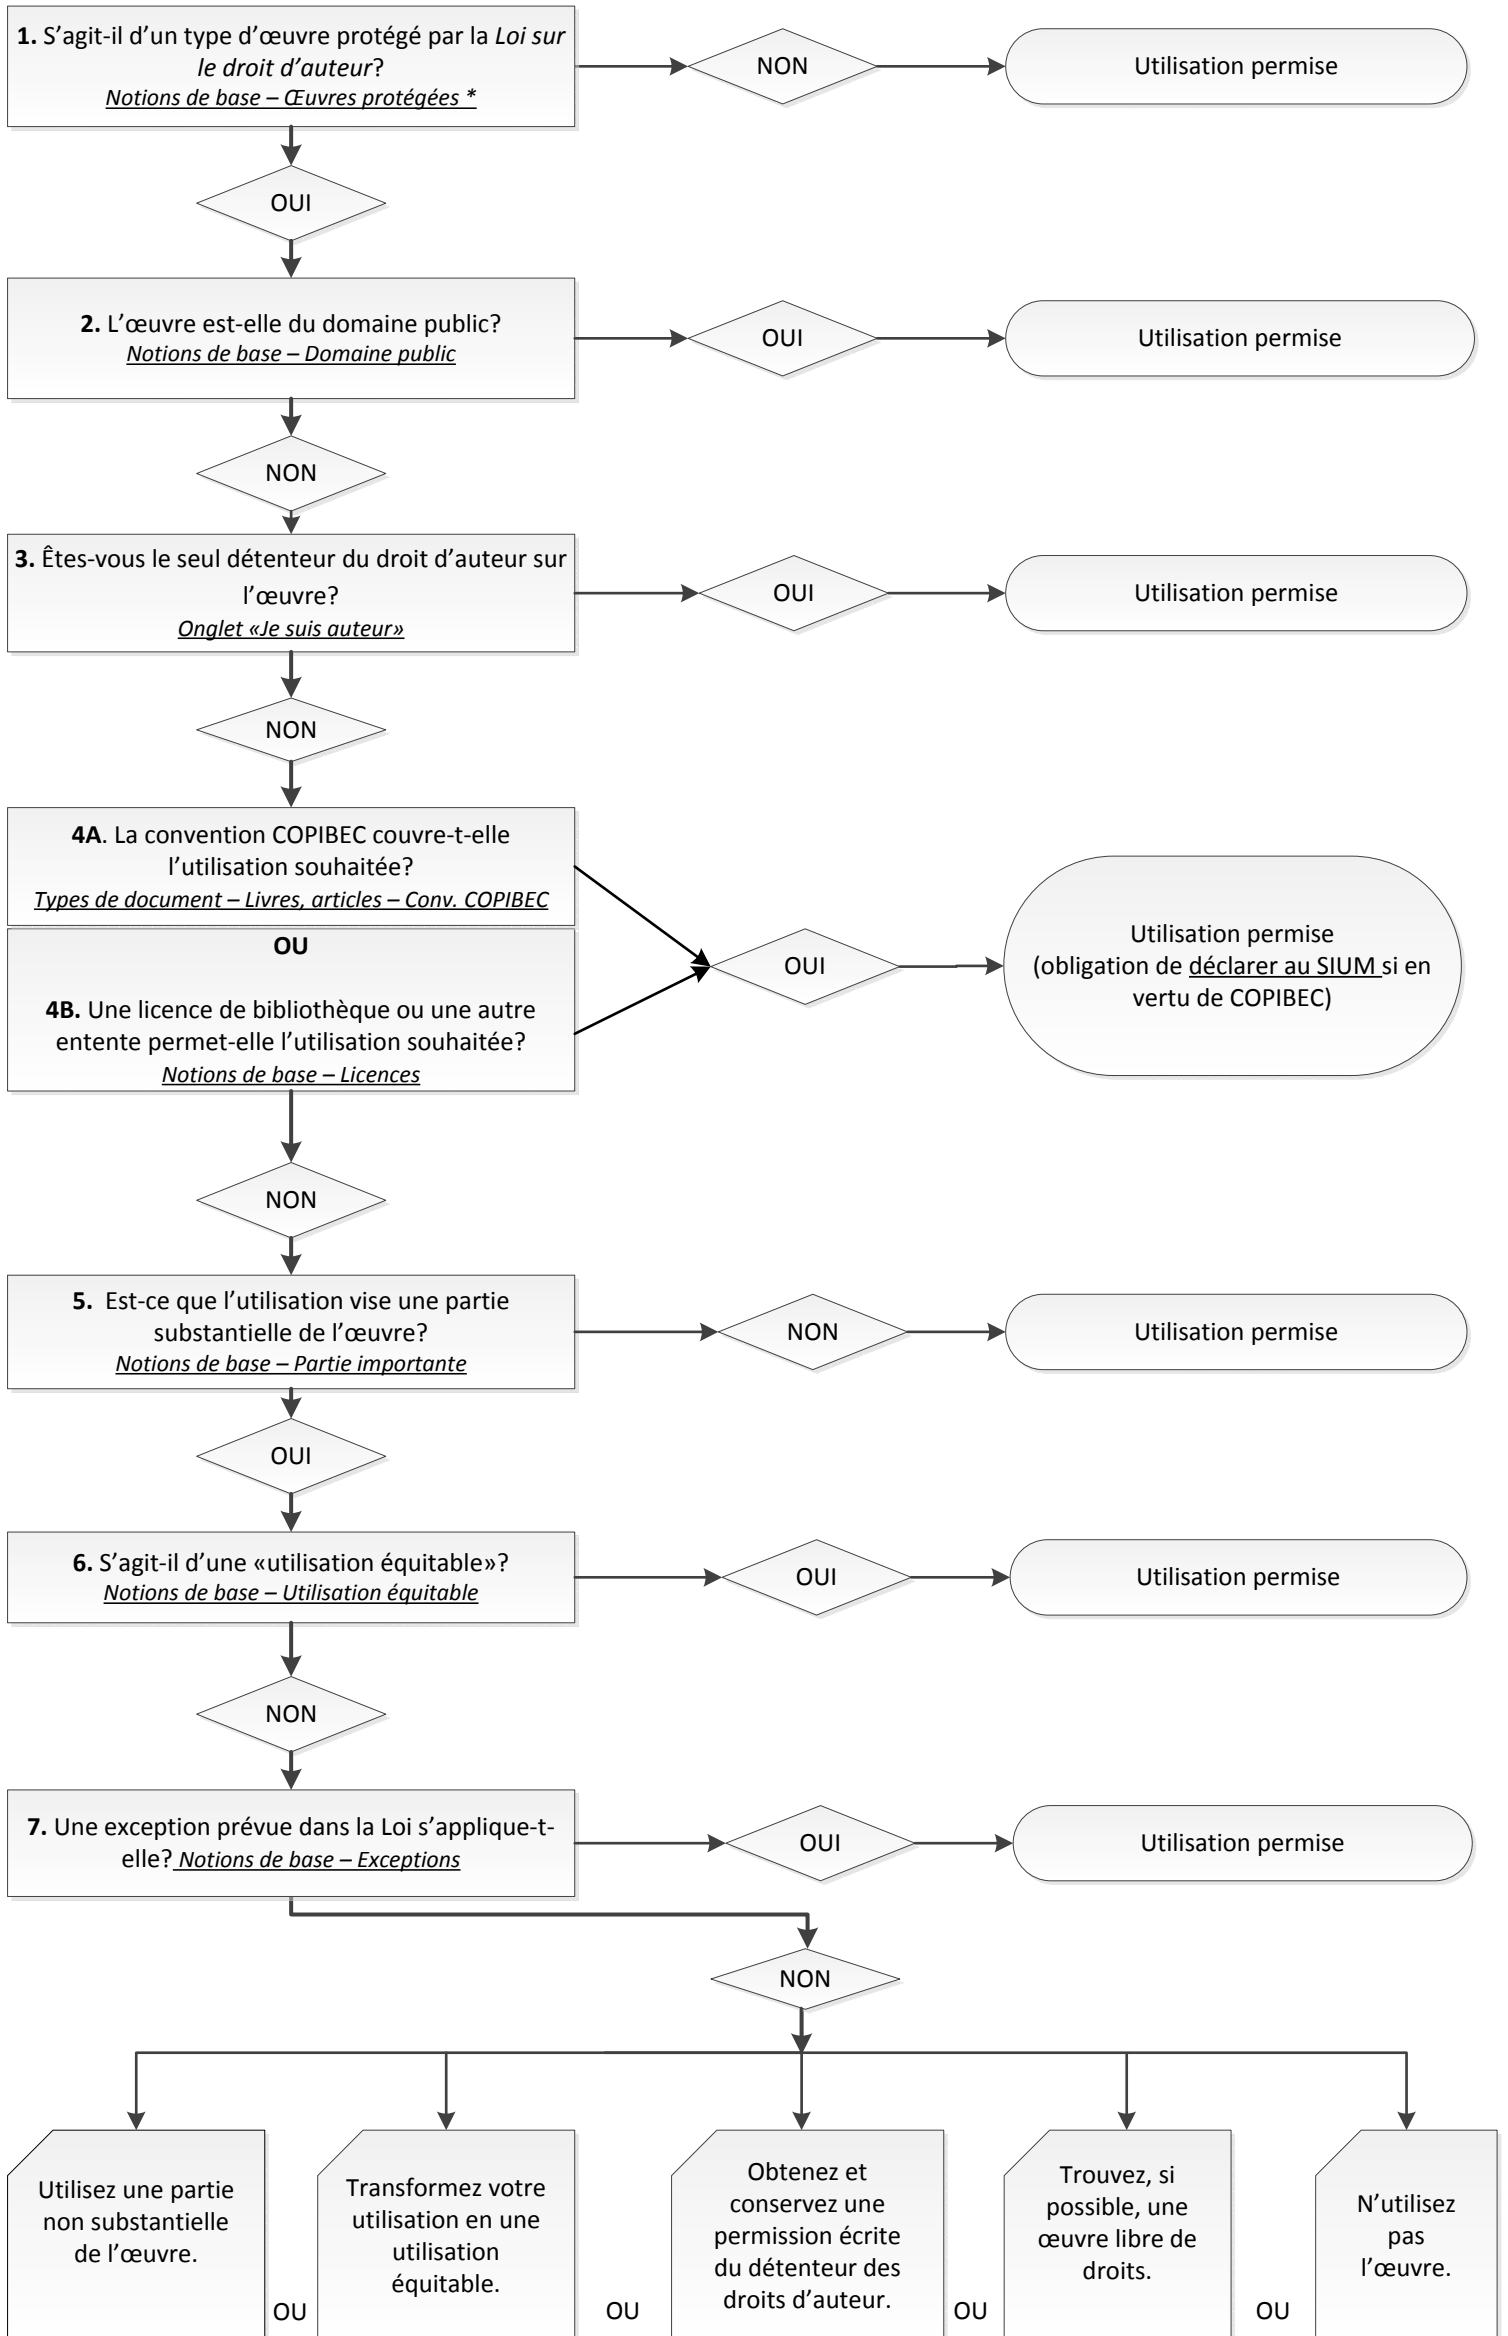 1. S’agit-il d’un type d’œuvre protégé par la Loi sur
le droit d’auteur?
Notions de base – Œuvres protégées *
NON
Utilisation permise
OUI
2. L’œuvre est-elle du domaine public?
Notions de base – Domaine public
OUI
Utilisation permise
NON
3. Êtes-vous le seul détenteur du droit d’auteur sur
l’œuvre?
Onglet «Je suis auteur»
OUI
Utilisation permise
NON
4A. La convention COPIBEC couvre-t-elle
l’utilisation souhaitée?
Types de document – Livres, articles – Conv. COPIBEC
OU
4B. Une licence de bibliothèque ou une autre
entente permet-elle l’utilisation souhaitée?
Notions de base – Licences
OUI
Utilisation permise
(obligation de déclarer au SIUM si en
vertu de COPIBEC)
NON
5. Est-ce que l’utilisation vise une partie
substantielle de l’œuvre?
Notions de base – Partie importante
NON
Utilisation permise
OUI
6. S’agit-il d’une «utilisation équitable»?
Notions de base – Utilisation équitable
OUI
Utilisation permise
NON
7. Une exception prévue dans la Loi s’applique-t-
elle? Notions de base – Exceptions
OUI
Utilisation permise
NON
Utilisez une partie
non substantielle
de l’œuvre.
OU
Transformez votre
utilisation en une
utilisation
équitable.
OU
Obtenez et
conservez une
permission écrite
du détenteur des
droits d’auteur.
OU
Trouvez, si
possible, une
œuvre libre de
droits.
OU
N’utilisez
pas
l’œuvre.